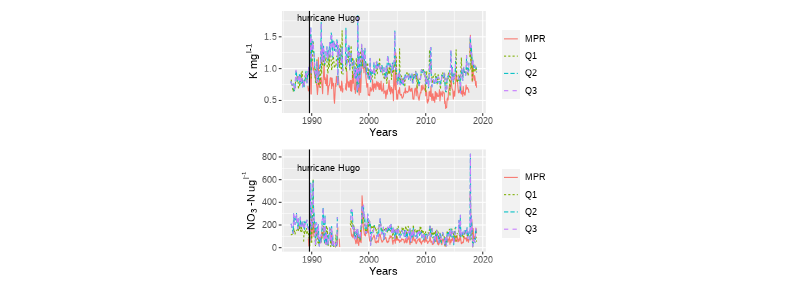 hurricane Hugo
K mg l-1
1.5
1.0
0.5
1990
2000
2010
2020
Years
MPR
Q1
Q2
Q3
hurricane Hugo
NO3 -N ug l-1
800
600
400
200
0
1990
2000
2010
2020
Years
MPR
Q1
Q2
Q3